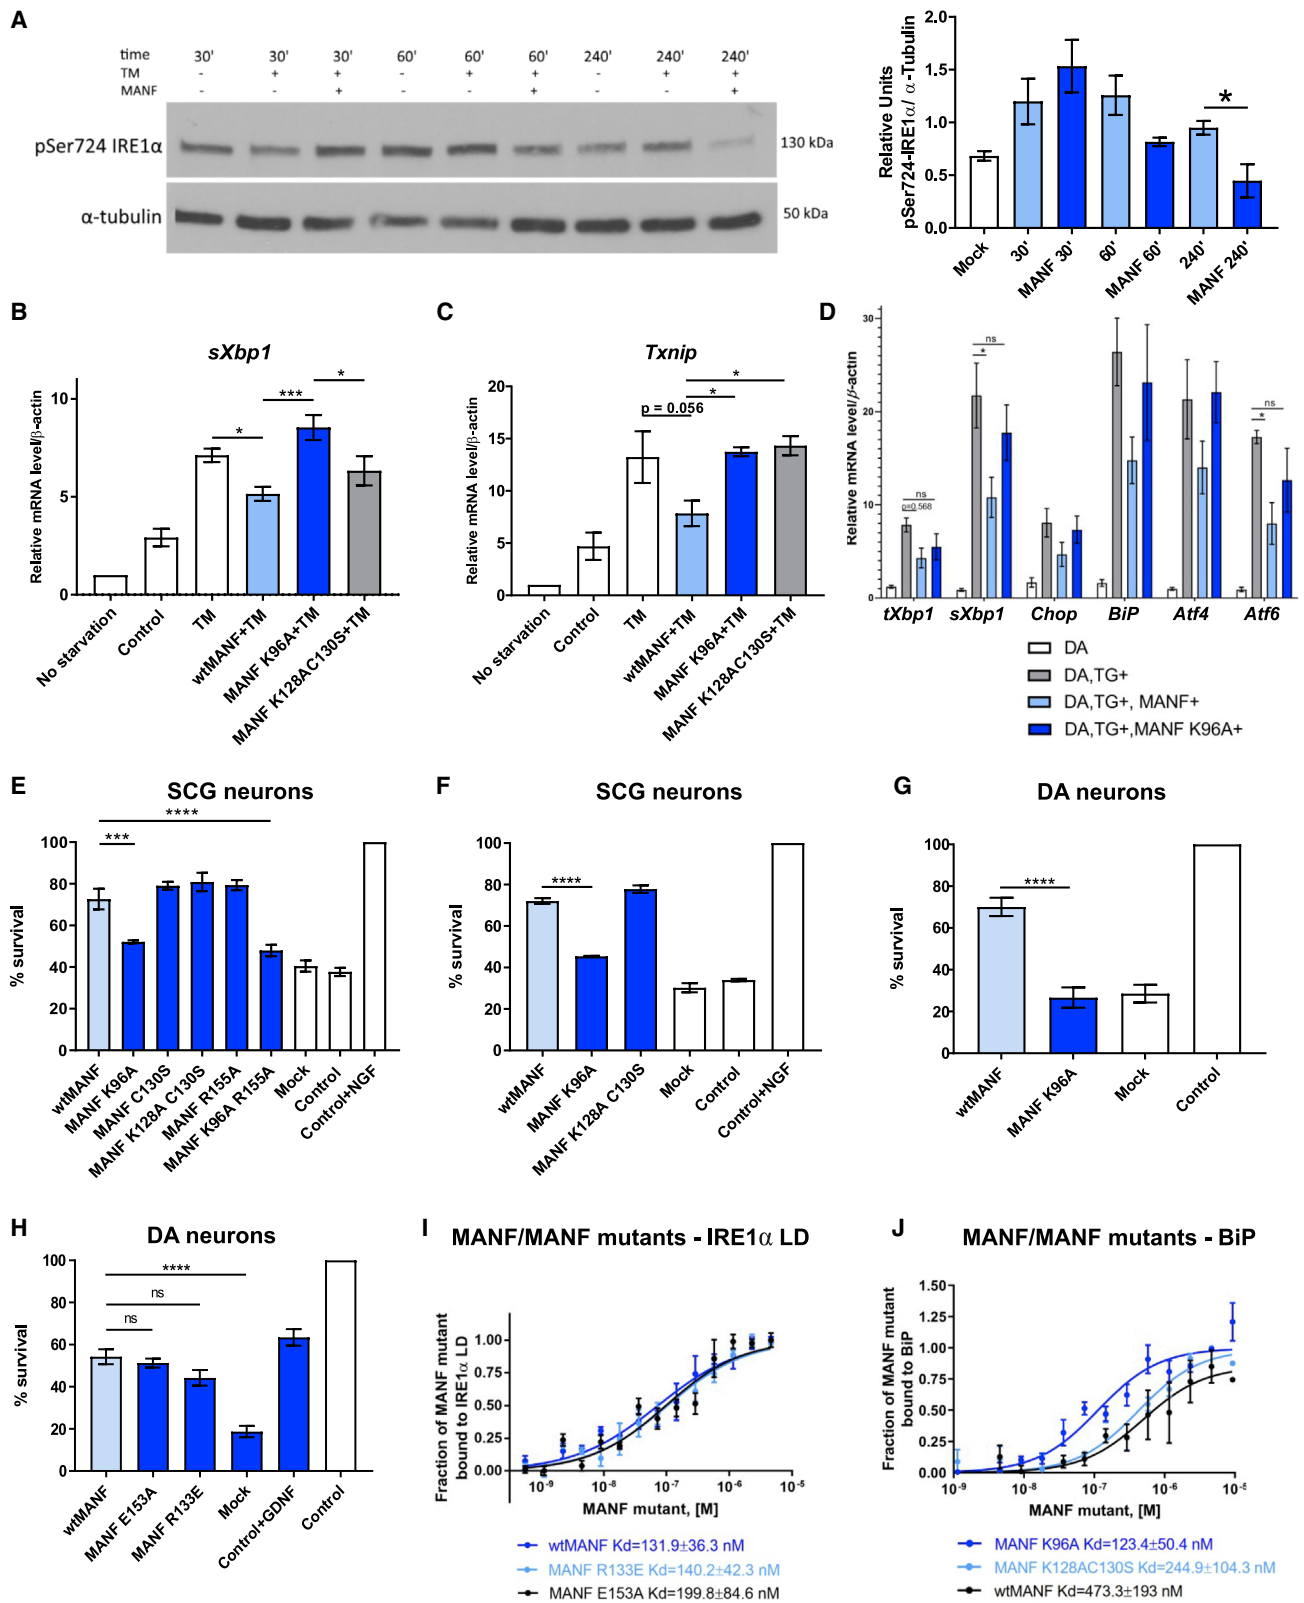 A
time 30' 30' 30' 60' 60' 60' 240' 240' 240'
TM - + + - + + - + +
MANF - - + - - + - - +
pSer724 IRE1α
130 kDa
α-tubulin
50 kDa
Relative Units
pSer724-IRE1α/ α-Tubulin
2.0
1.5
1.0
0.5
0.0
*
Mock
30'
MANF 30'
60'
MANF 60'
240'
MANF 240'
B
sXbp1
Relative mRNA level/β-actin
10
5
0
*
***
*
No starvation
Control
TM
wtMANF+TM
MANF K96A+TM
MANF K128AC130S+TM
C
Txnip
Relative mRNA level/β-actin
20
15
10
5
0
p = 0.056
*
*
No starvation
Control
TM
wtMANF+TM
MANF K96A+TM
MANF K128AC130S+TM
D
Relative mRNA level/β-actin
30
20
10
0
ns
p=0.568
ns
*
ns
*
tXbp1 sXbp1 Chop BiP Atf4 Atf6
DA
DA,TG+
DA,TG+, MANF+
DA,TG+,MANF K96A+
E
SCG neurons
% survival
100
80
60
40
20
0
****
***
wtMANF
MANF K96A
MANF C130S
MANF K128A C130S
MANF R155A
MANF K96A R155A
Mock
Control
Control+NGF
F
SCG neurons
% survival
100
80
60
40
20
0
****
wtMANF
MANF K96A
MANF K128A C130S
Mock
Control
Control+NGF
G
DA neurons
% survival
100
80
60
40
20
0
****
wtMANF
MANF K96A
Mock
Control
H
DA neurons
% survival
100
80
60
40
20
0
****
ns
ns
wtMANF
MANF E153A
MANF R133E
Mock
Control+GDNF
Control
I
MANF/MANF mutants - IRE1α LD
Fraction of MANF mutant
bound to IRE1α LD
1.00
0.75
0.50
0.25
0.00
10-9 10-8 10-7 10-6 10-5
MANF mutant, [M]
wtMANF Kd=131.9±36.3 nM
MANF R133E Kd=140.2±42.3 nM
MANF E153A Kd=199.8±84.6 nM
J
MANF/MANF mutants - BiP
Fraction of MANF mutant
bound to BiP
1.50
1.25
1.00
0.75
0.50
0.25
0.00
10-9 10-8 10-7 10-6 10-5
MANF mutant, [M]
MANF K96A Kd=123.4±50.4 nM
MANF K128AC130S Kd=244.9±104.3 nM
wtMANF Kd=473.3±193 nM